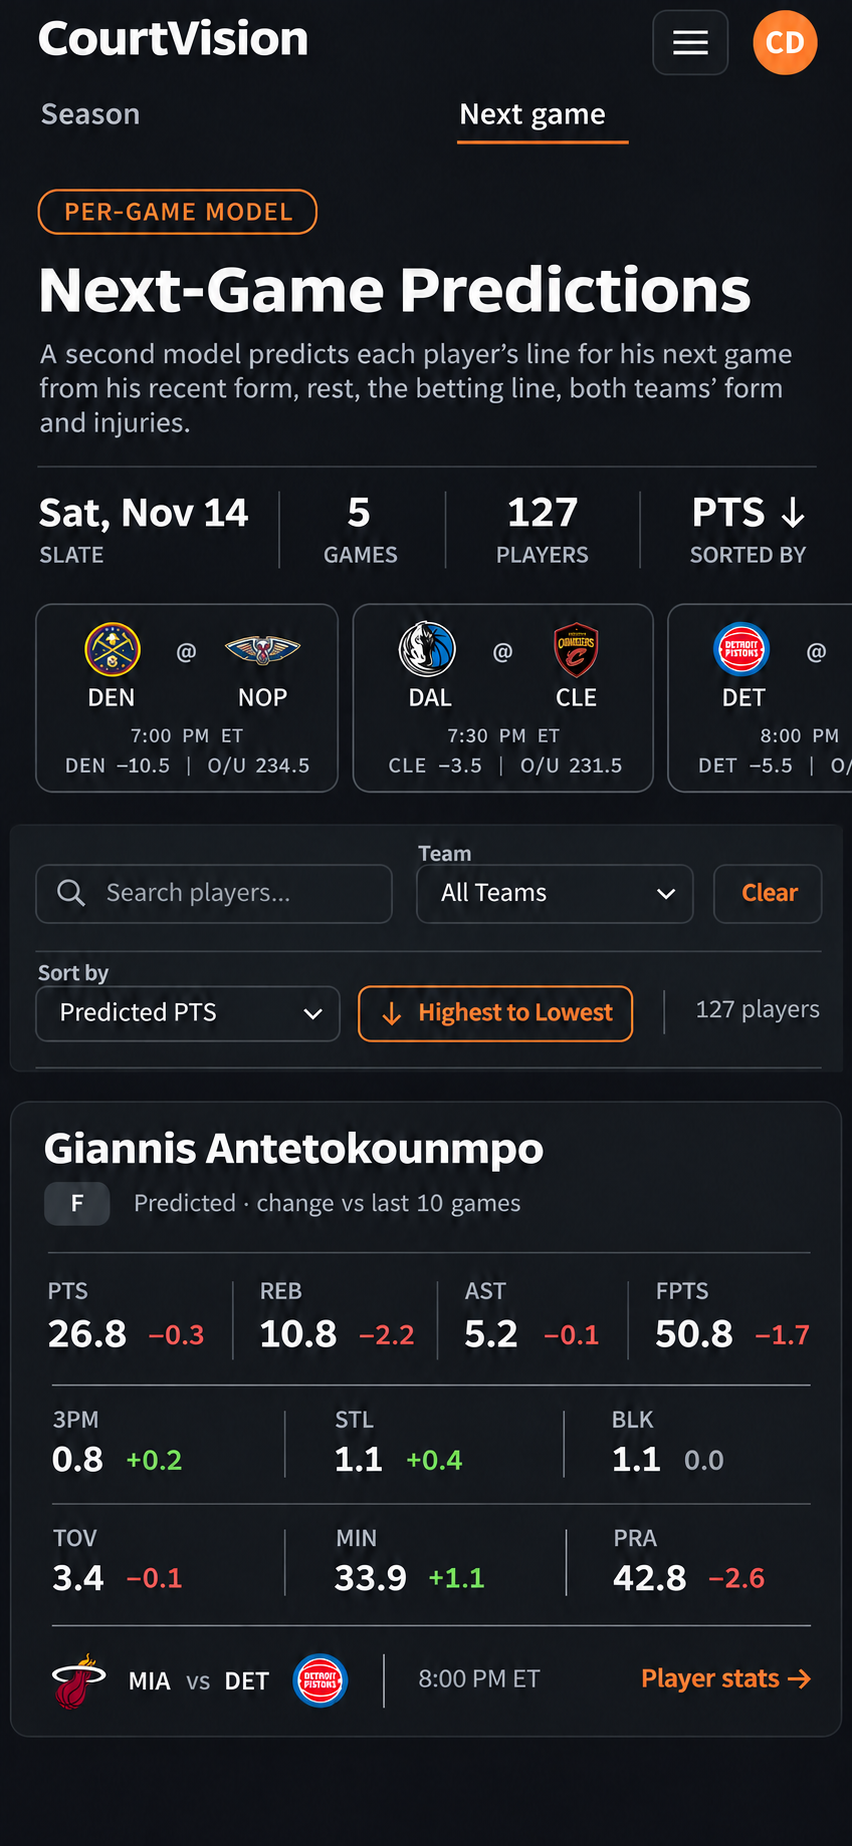 CourtVision
CD
Season
Next game
PER-GAME MODEL
Next-Game Predictions
A second model predicts each player’s line for his next game
from his recent form, rest, the betting line, both teams’ form
and injuries.
Sat, Nov 14
SLATE
5
GAMES
127
PLAYERS
PTS ↓
SORTED BY
DEN @ NOP
7:00 PM ET
DEN −10.5 | O/U 234.5
CAVALIERS
DAL @ CLE
7:30 PM ET
CLE −3.5 | O/U 231.5
DETROIT
PISTONS
DET @
8:00 PM
DET −5.5 | O/
Team
Search players...
All Teams
Clear
Sort by
Predicted PTS
↓ Highest to Lowest
127 players
Giannis Antetokounmpo
F
Predicted · change vs last 10 games
PTS
26.8 −0.3
REB
10.8 −2.2
AST
5.2 −0.1
FPTS
50.8 −1.7
3PM
0.8 +0.2
STL
1.1 +0.4
BLK
1.1 0.0
TOV
3.4 −0.1
MIN
33.9 +1.1
PRA
42.8 −2.6
MIA vs DET
DETROIT
PISTONS
8:00 PM ET
Player stats →